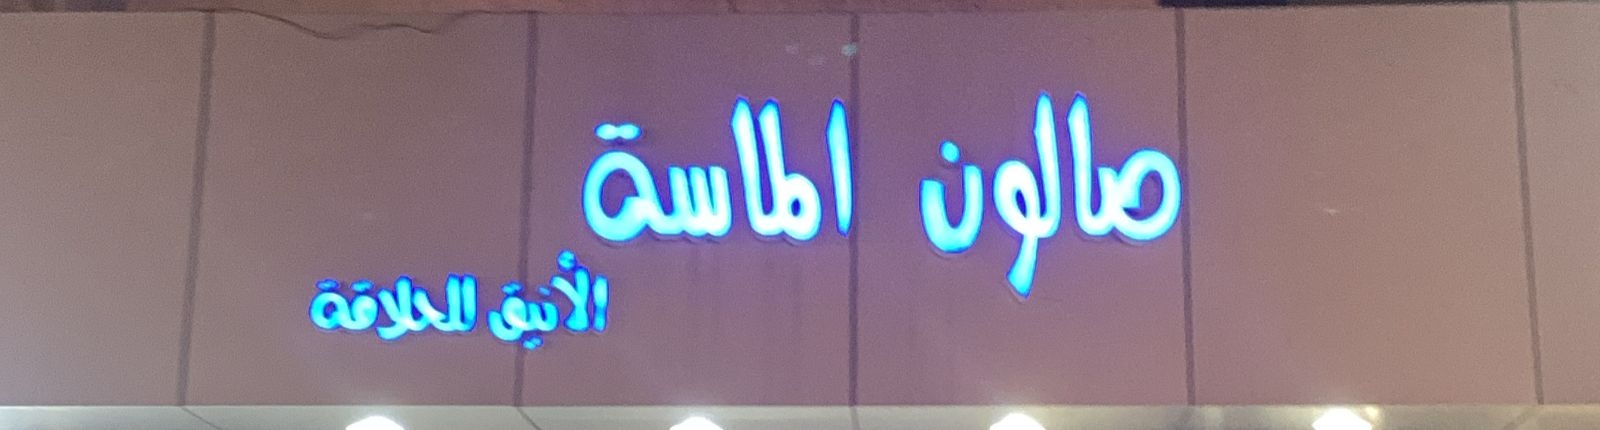 صالون الماسة
الأنيق للحلاقة